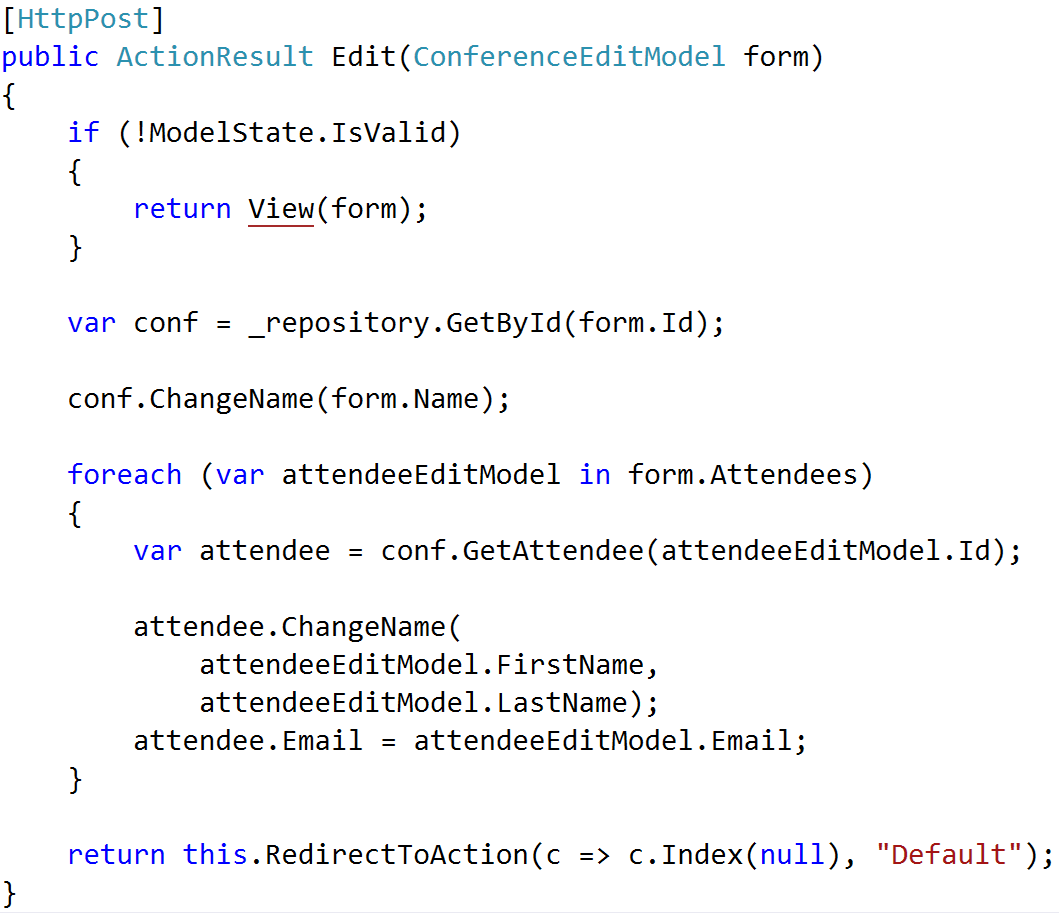 [HttpPost]
public ActionResult Edit(ConferenceEditModel form)
{
    if (!ModelState.IsValid)
    {
        return View(form);
    }

    var conf = _repository.GetById(form.Id);

    conf.ChangeName(form.Name);

    foreach (var attendeeEditModel in form.Attendees)
    {
        var attendee = conf.GetAttendee(attendeeEditModel.Id);

        attendee.ChangeName(
            attendeeEditModel.FirstName,
            attendeeEditModel.LastName);
        attendee.Email = attendeeEditModel.Email;
    }

    return this.RedirectToAction(c => c.Index(null), "Default");
}